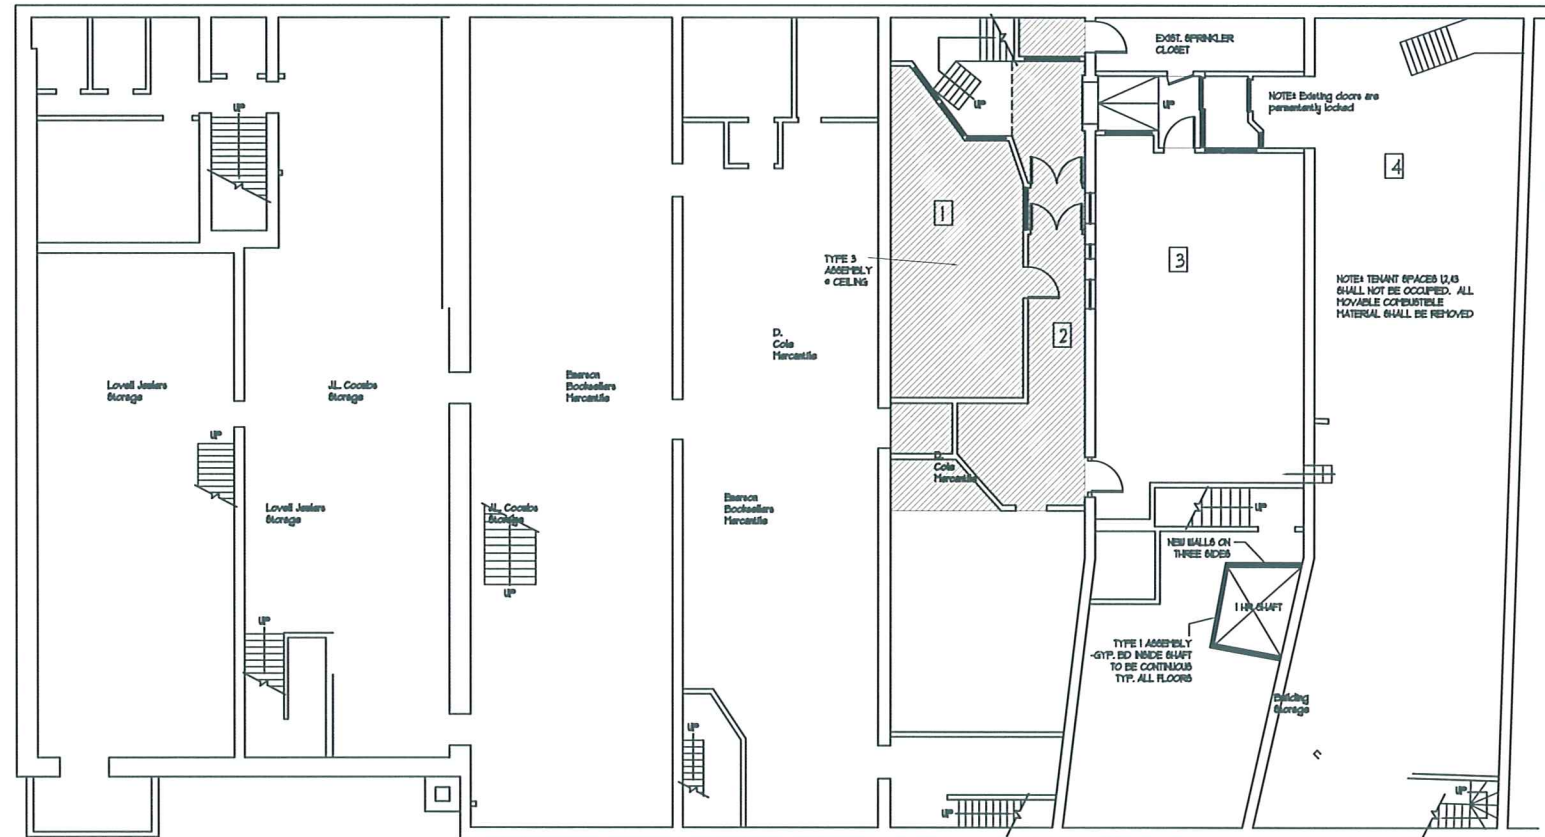 EXIST. SPRINKLER
CLOSET
UP
UP
UP
NOTE: Existing doors are
permanently locked
4
1
TYPE 3
ASSEMBLY
@ CEILING
3
NOTE: TENANT SPACES 1,2,&3
SHALL NOT BE OCCUPIED. ALL
MOVABLE COMBUSTIBLE
MATERIAL SHALL BE REMOVED
2
D.
Cole
Mercantile
Lovell Jewlers
Storage
J.L. Coombs
Storage
Emerson
Booksellers
Mercantile
UP
D.
Cole
Mercantile
Lovell Jewlers
Storage
J.L. Coombs
Storage
Emerson
Booksellers
Mercantile
UP
NEW WALLS ON
THREE SIDES
UP
1 HR SHAFT
UP
TYPE 1 ASSEMBLY
-GYP. BD INSIDE SHAFT
TO BE CONTINUOUS
TYP. ALL FLOORS
Building
Storage
UP
UP
UP